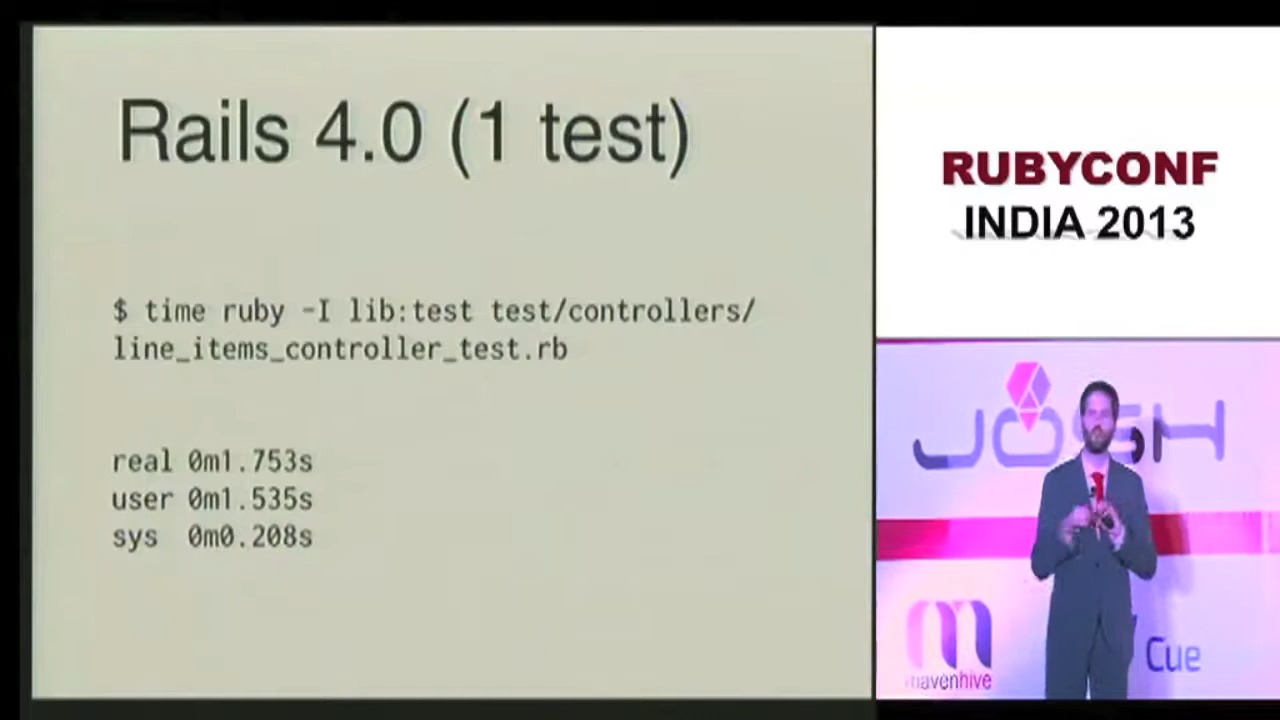 Rails 4.0 (1 test)
$ time ruby -I lib:test test/controllers/
line_items_controller_test.rb
real 0m1.753s
user 0m1.535s
sys 0m0.208s
RUBYCONF
INDIA 2013
JOSH
mavenhive
Cue